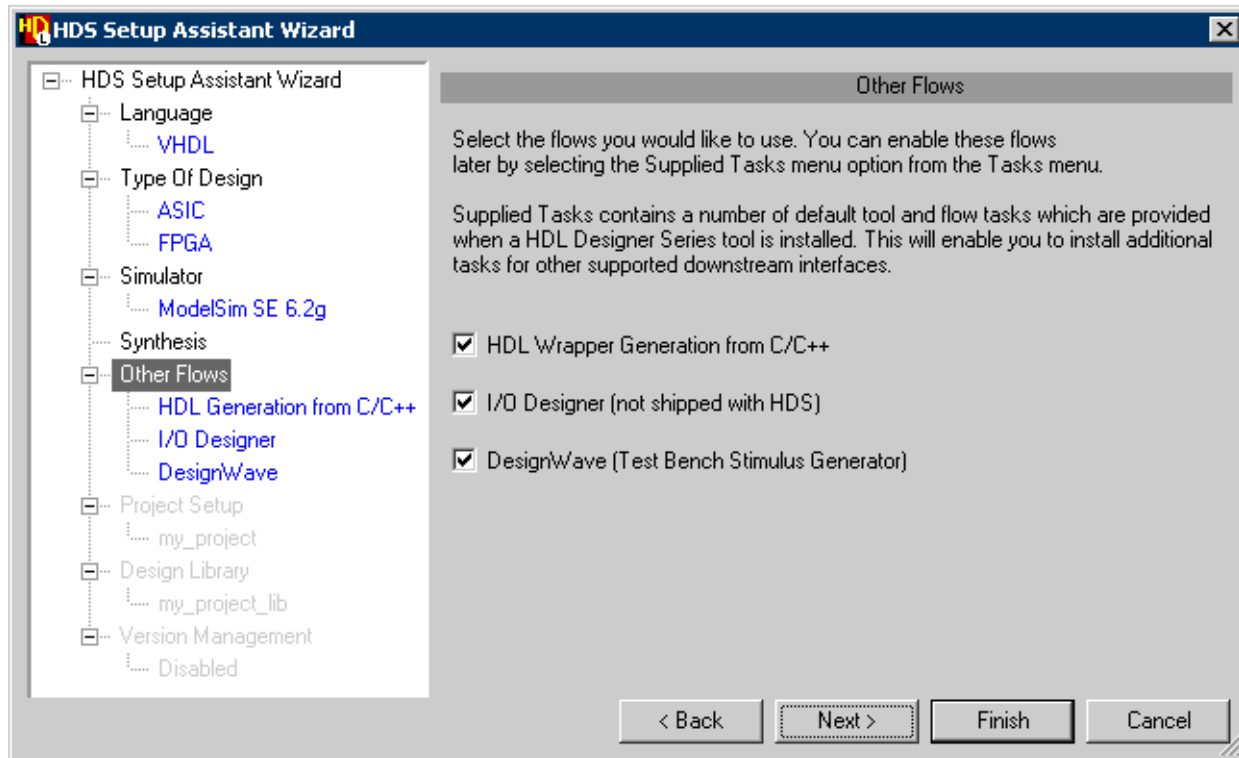 HDS Setup Assistant Wizard
HDS Setup Assistant Wizard
Language
VHDL
Type Of Design
ASIC
FPGA
Simulator
ModelSim SE 6.2g
Synthesis
Other Flows
HDL Generation from C/C++
I/O Designer
DesignWave
Project Setup
my_project
Design Library
my_project_lib
Version Management
Disabled
Other Flows
Select the flows you would like to use. You can enable these flows
later by selecting the Supplied Tasks menu option from the Tasks menu.
Supplied Tasks contains a number of default tool and flow tasks which are provided
when a HDL Designer Series tool is installed. This will enable you to install additional
tasks for other supported downstream interfaces.
HDL Wrapper Generation from C/C++
I/O Designer (not shipped with HDS)
DesignWave (Test Bench Stimulus Generator)
< Back
Next >
Finish
Cancel